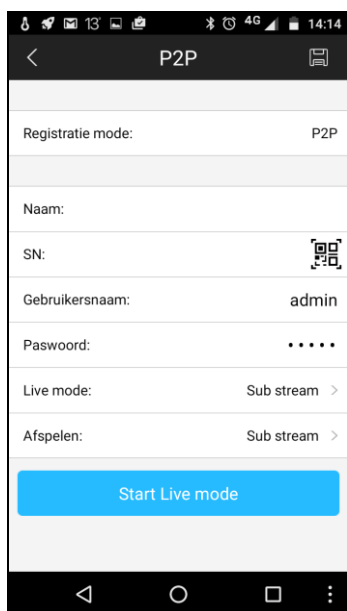 13° 4G 14:14
P2P
Registratie mode: P2P
Naam:
SN:
Gebruikersnaam: admin
Paswoord: •••••
Live mode: Sub stream >
Afspelen: Sub stream >
Start Live mode